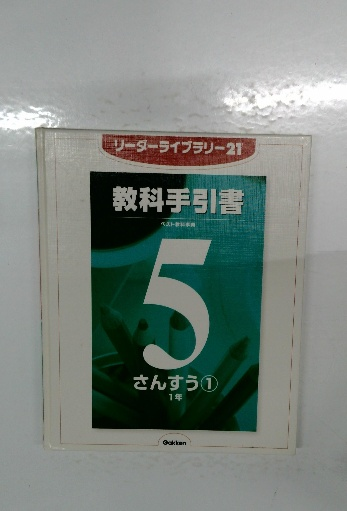 リーダーライブラリー21
教科手引書
5
さんすう①
1年
Gakken